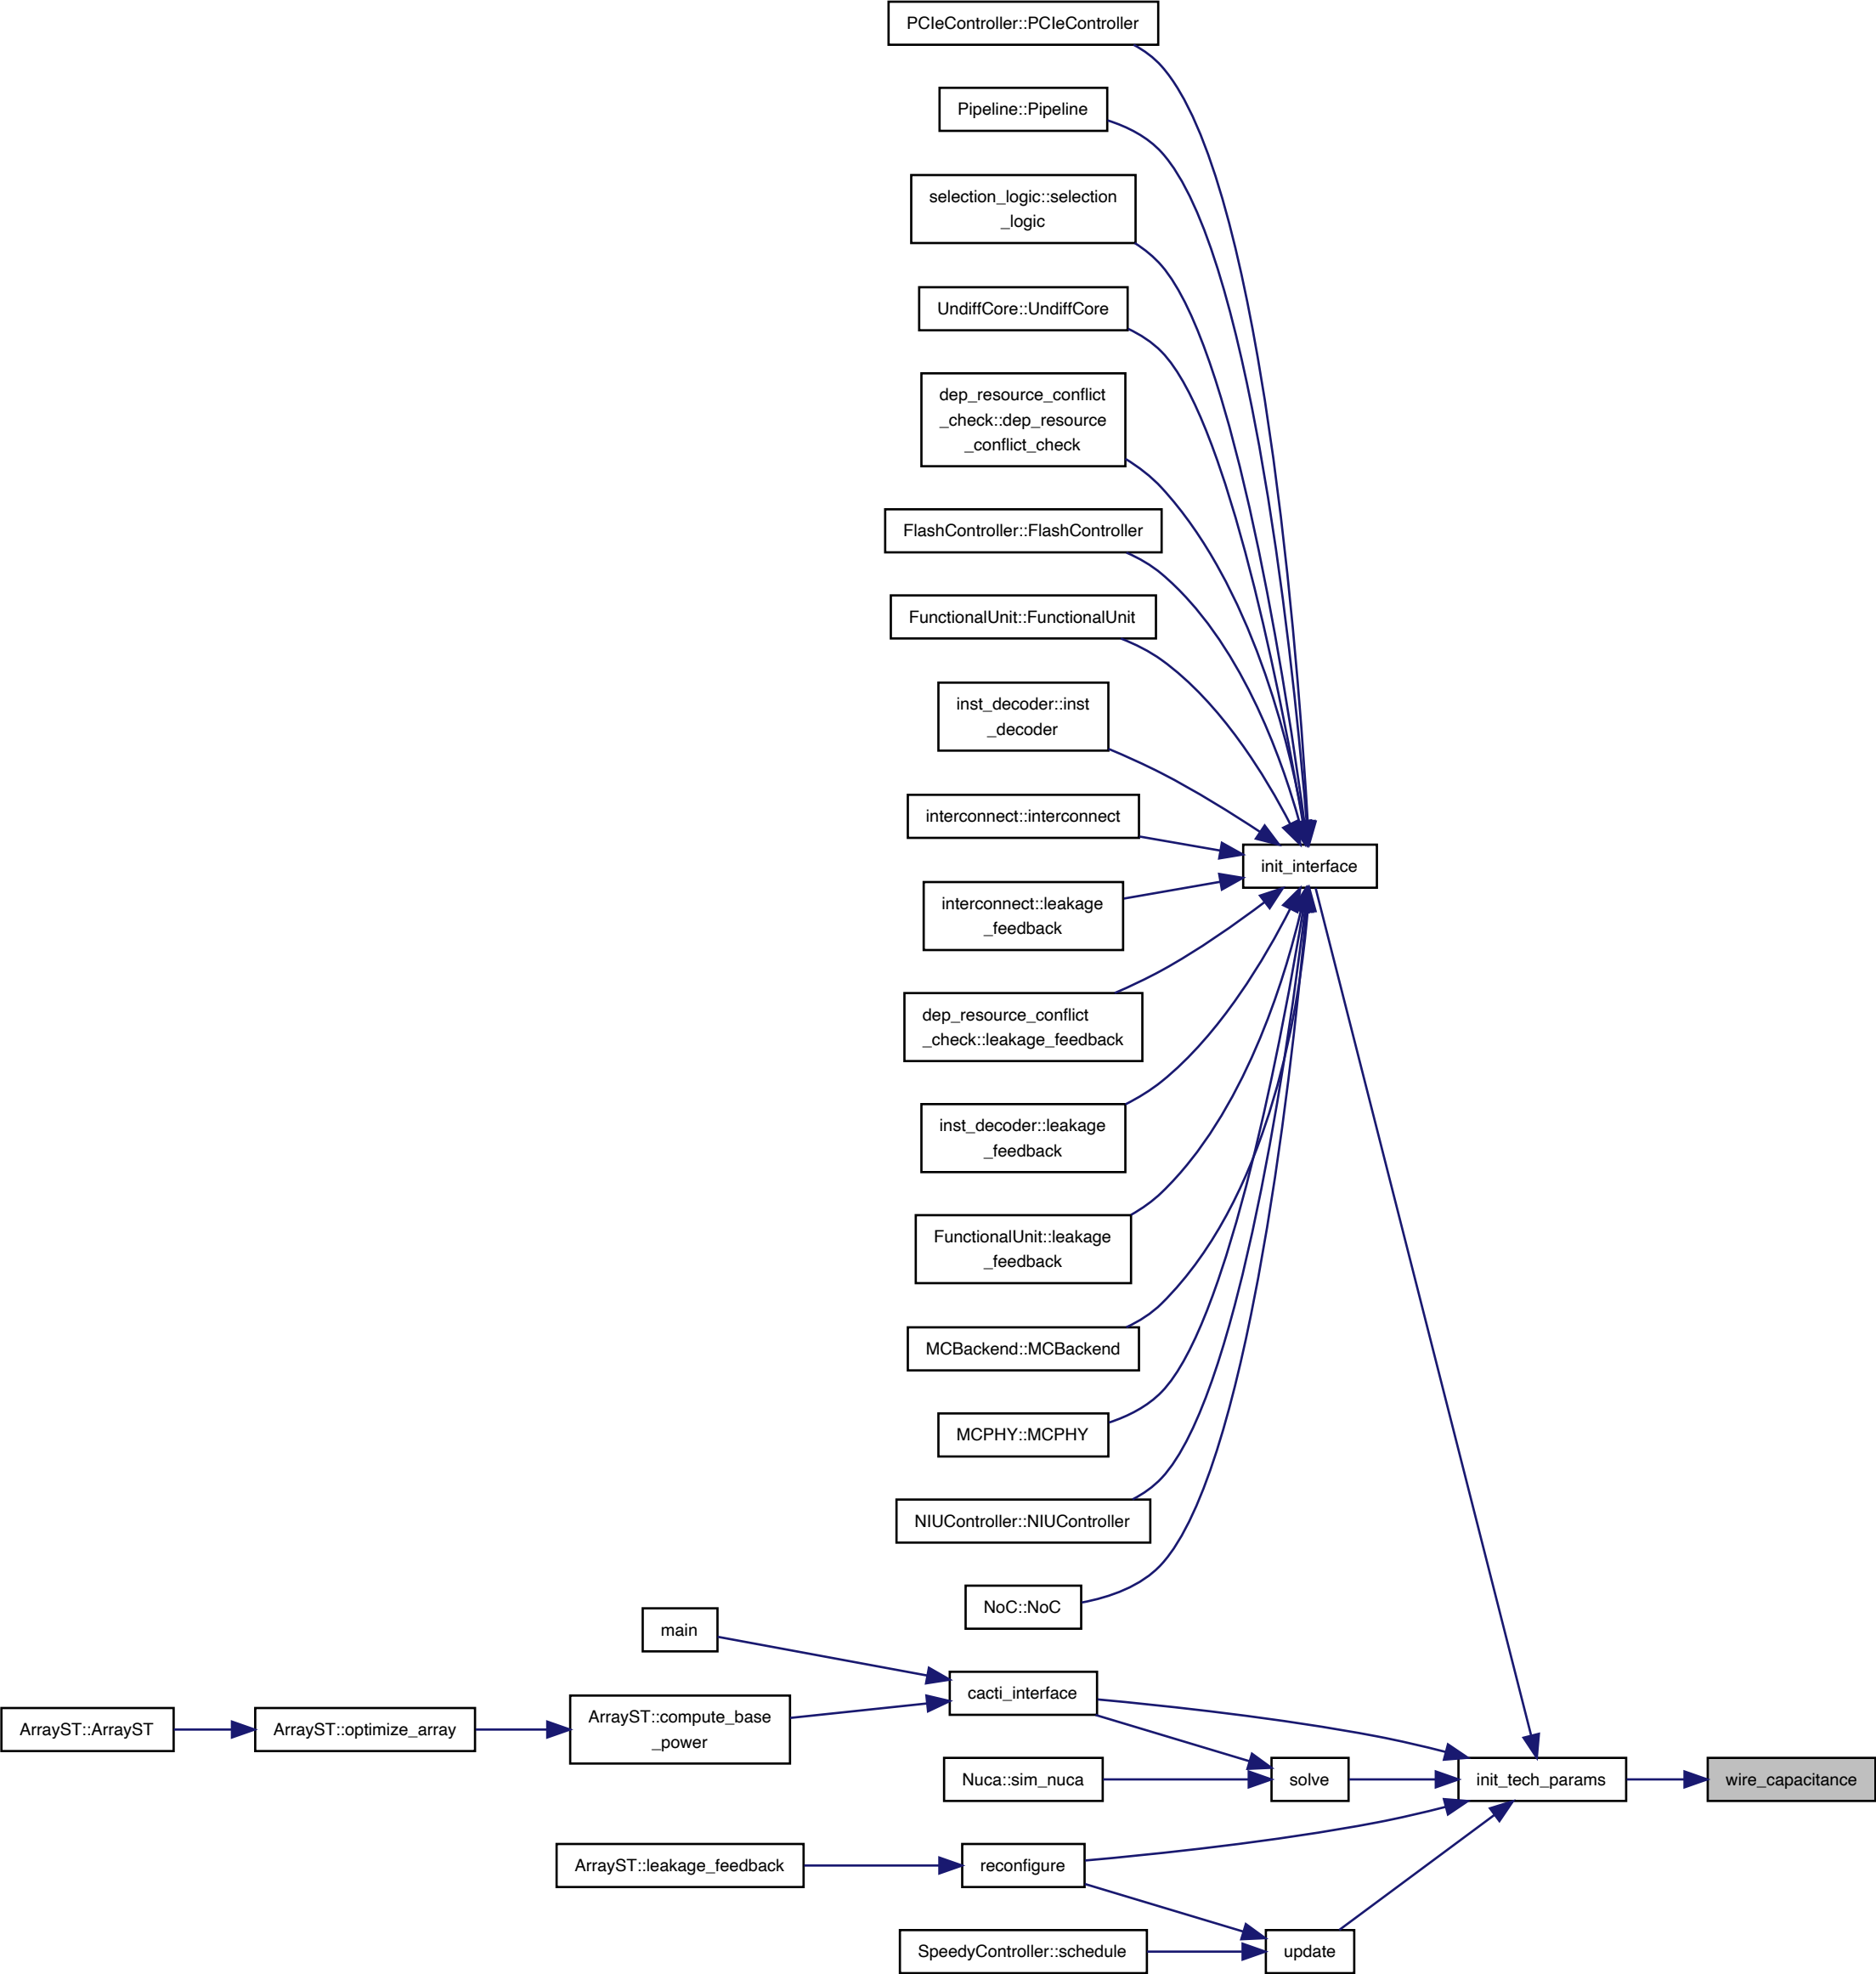 PCIeController::PCIeController
Pipeline::Pipeline
selection_logic::selection
_logic
UndiffCore::UndiffCore
dep_resource_conflict
_check::dep_resource
_conflict_check
FlashController::FlashController
FunctionalUnit::FunctionalUnit
inst_decoder::inst
_decoder
interconnect::interconnect
init_interface
interconnect::leakage
_feedback
dep_resource_conflict
_check::leakage_feedback
inst_decoder::leakage
_feedback
FunctionalUnit::leakage
_feedback
MCBackend::MCBackend
MCPHY::MCPHY
NIUController::NIUController
NoC::NoC
main
cacti_interface
ArrayST::ArrayST
ArrayST::optimize_array
ArrayST::compute_base
_power
Nuca::sim_nuca
solve
init_tech_params
wire_capacitance
ArrayST::leakage_feedback
reconfigure
SpeedyController::schedule
update